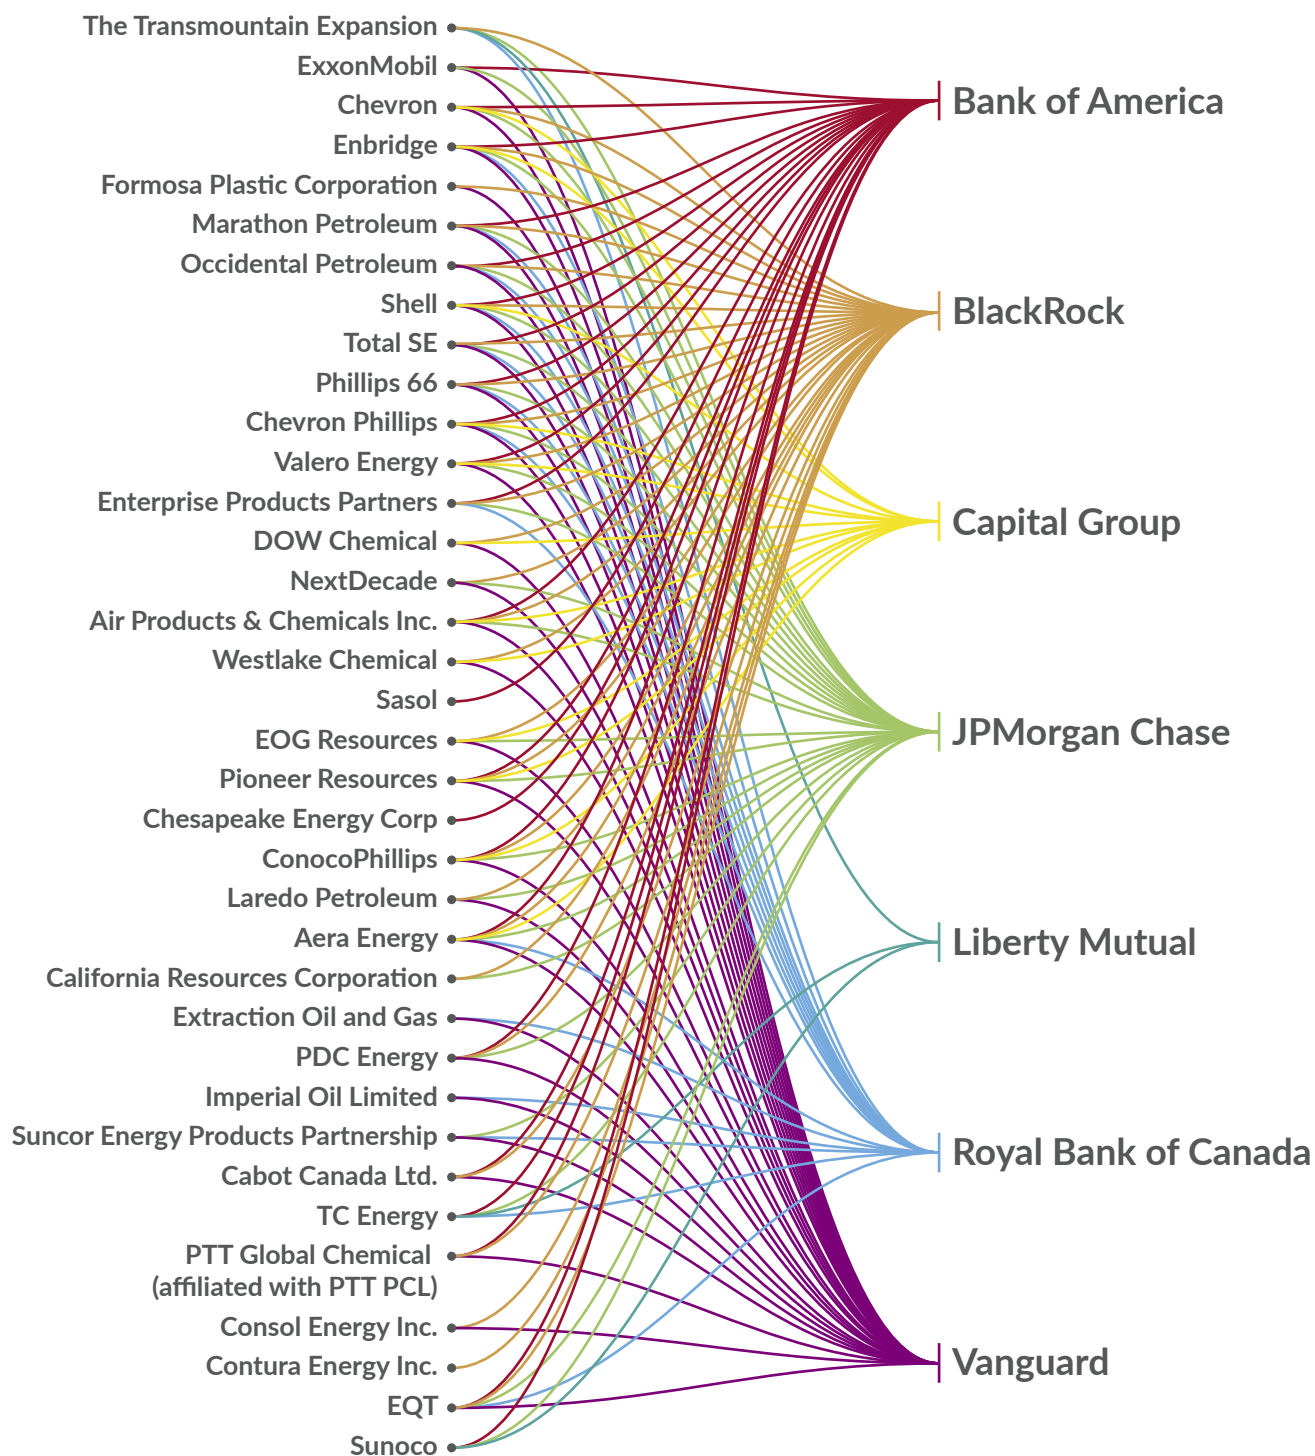 The Transmountain Expansion
ExxonMobil
Chevron
Enbridge
Formosa Plastic Corporation
Marathon Petroleum
Occidental Petroleum
Shell
Total SE
Phillips 66
Chevron Phillips
Valero Energy
Enterprise Products Partners
DOW Chemical
NextDecade
Air Products & Chemicals Inc.
Westlake Chemical
Sasol
EOG Resources
Pioneer Resources
Chesapeake Energy Corp
ConocoPhillips
Laredo Petroleum
Aera Energy
California Resources Corporation
Extraction Oil and Gas
PDC Energy
Imperial Oil Limited
Suncor Energy Products Partnership
Cabot Canada Ltd.
TC Energy
PTT Global Chemical
(affiliated with PTT PCL)
Consol Energy Inc.
Contura Energy Inc.
EQT
Sunoco
Bank of America
BlackRock
Capital Group
JPMorgan Chase
Liberty Mutual
Royal Bank of Canada
Vanguard